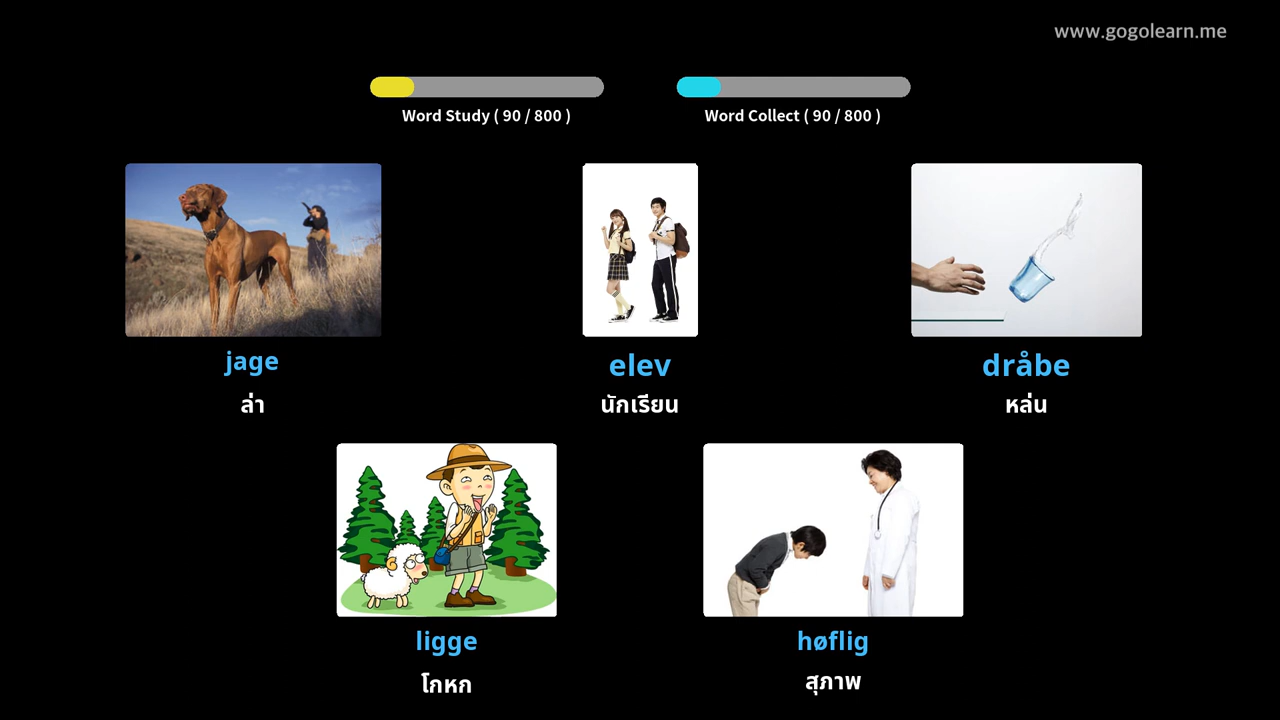 www.gogolearn.me
Word Study ( 90 / 800 )
Word Collect ( 90 / 800 )
jage
elev
dråbe
ล่า
นักเรียน
หล่น
ligge
høflig
โกหก
สุภาพ